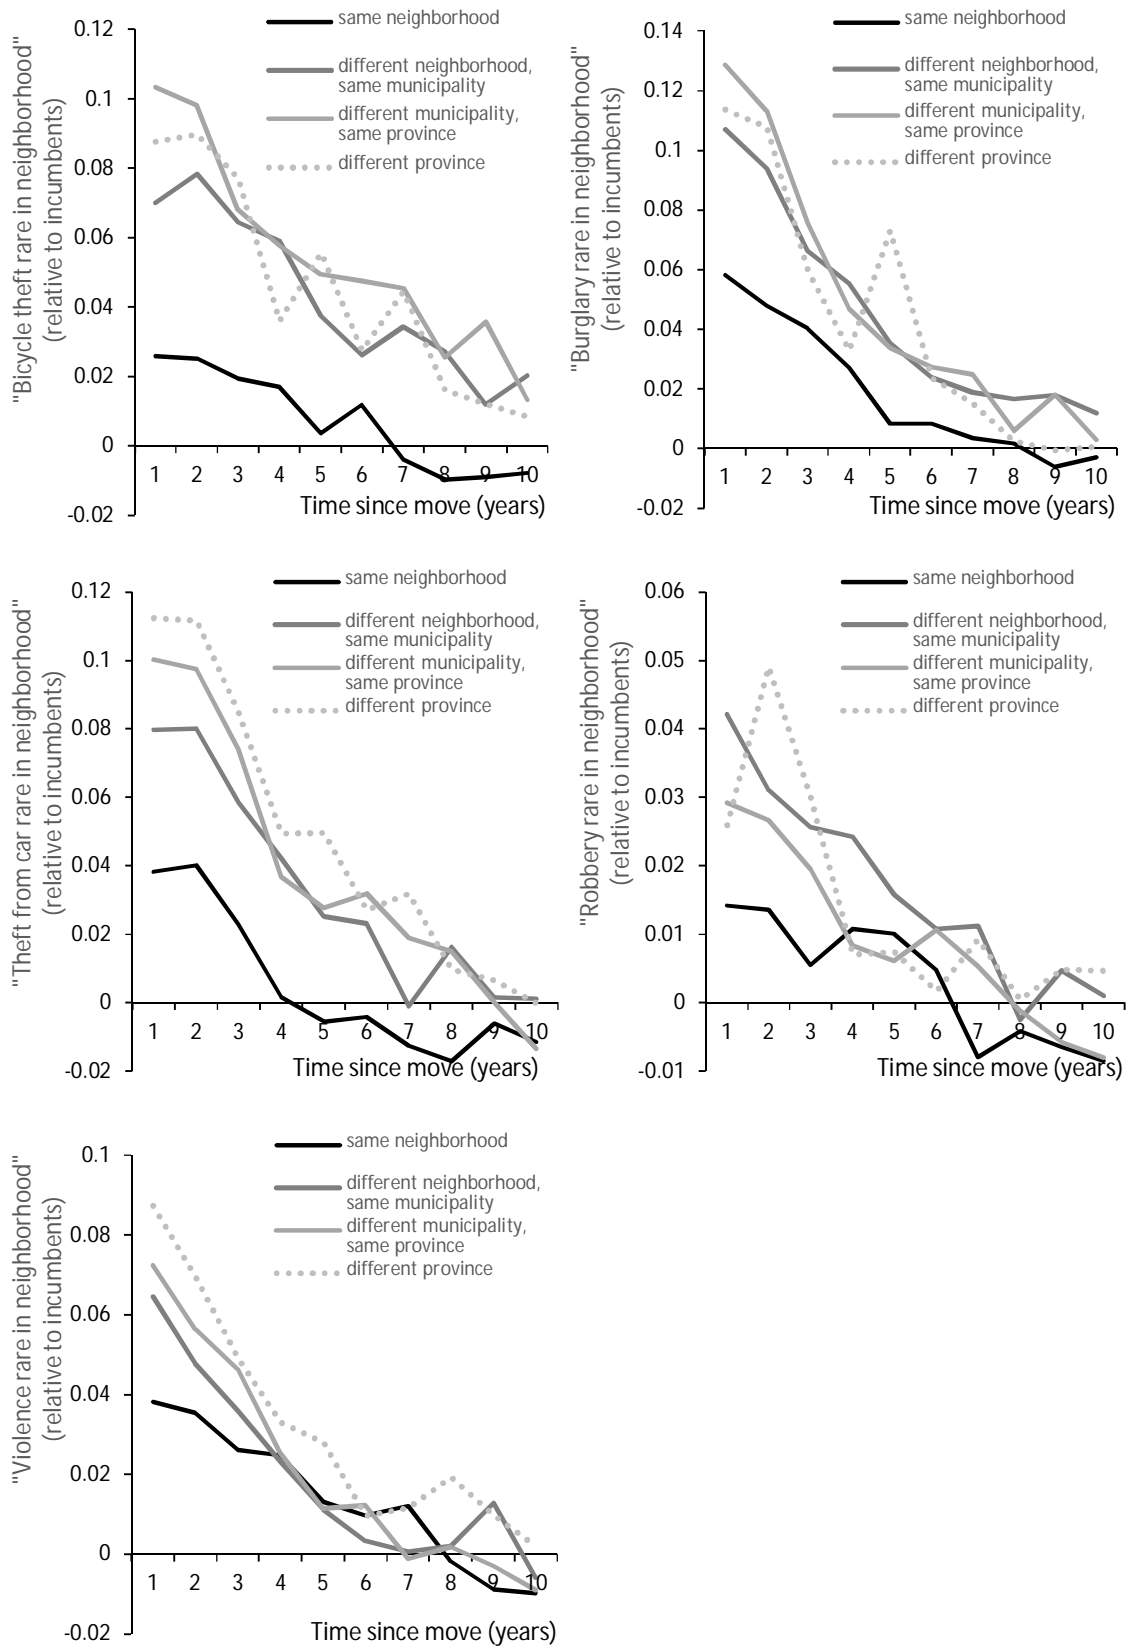 "Bicycle theft rare in neighborhood"
(relative to incumbents)
0.12
0.1
0.08
0.06
0.04
0.02
0
-0.02
same neighborhood
different neighborhood,
same municipality
different municipality,
same province
different province
1 2 3 4 5 6 7 8 9 10
Time since move (years)
"Burglary rare in neighborhood"
(relative to incumbents)
0.14
0.12
0.1
0.08
0.06
0.04
0.02
0
-0.02
same neighborhood
different neighborhood,
same municipality
different municipality,
same province
different province
1 2 3 4 5 6 7 8 9 10
Time since move (years)
"Theft from car rare in neighborhood"
(relative to incumbents)
0.12
0.1
0.08
0.06
0.04
0.02
0
-0.02
same neighborhood
different neighborhood,
same municipality
different municipality,
same province
different province
1 2 3 4 5 6 7 8 9 10
Time since move (years)
"Robbery rare in neighborhood"
(relative to incumbents)
0.06
0.05
0.04
0.03
0.02
0.01
0
-0.01
same neighborhood
different neighborhood,
same municipality
different municipality,
same province
different province
1 2 3 4 5 6 7 8 9 10
Time since move (years)
"Violence rare in neighborhood"
(relative to incumbents)
0.1
0.08
0.06
0.04
0.02
0
-0.02
same neighborhood
different neighborhood,
same municipality
different municipality,
same province
different province
1 2 3 4 5 6 7 8 9 10
Time since move (years)